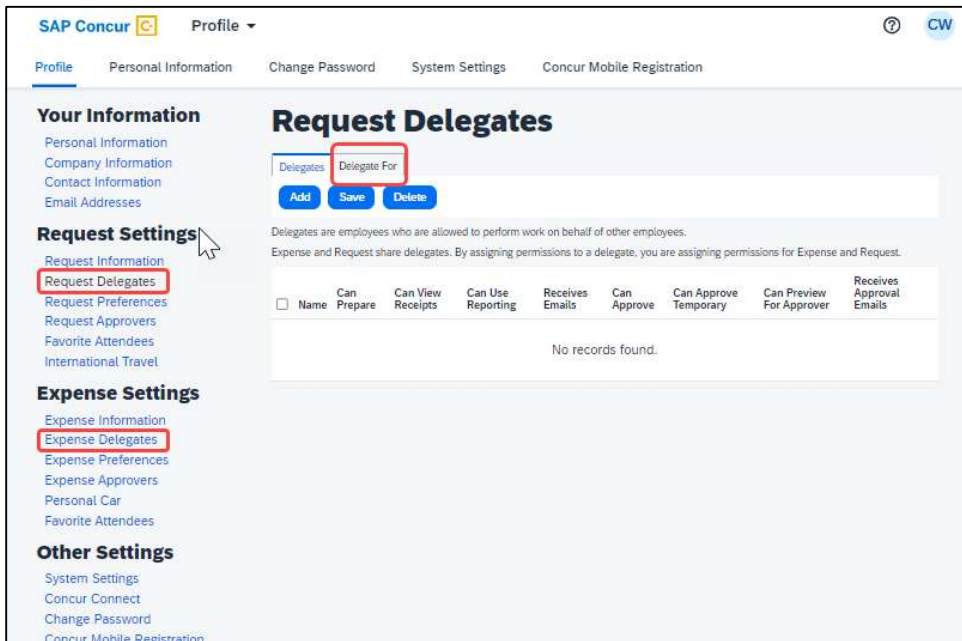 SAP Concur C. Profile
CW
Profile Personal Information Change Password System Settings Concur Mobile Registration
Your Information
Personal Information
Company Information
Contact Information
Email Addresses
Request Settings
Request Information
Request Delegates
Request Preferences
Request Approvers
Favorite Attendees
International Travel
Expense Settings
Expense Information
Expense Delegates
Expense Preferences
Expense Approvers
Personal Car
Favorite Attendees
Other Settings
System Settings
Concur Connect
Change Password
Concur Mobile Registration
Request Delegates
Delegates Delegate For
Add Save Delete
Delegates are employees who are allowed to perform work on behalf of other employees.
Expense and Request share delegates. By assigning permissions to a delegate, you are assigning permissions for Expense and Request.
Name Can Prepare Can View Receipts Can Use Reporting Receives Emails Can Approve Can Approve Temporary Can Preview For Approver Receives Approval Emails
No records found.